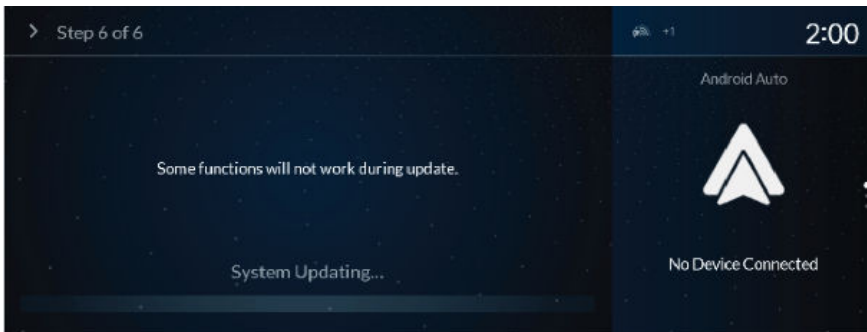 Step 6 of 6
+1
2:00
Android Auto
Some functions will not work during update.
No Device Connected
System Updating...